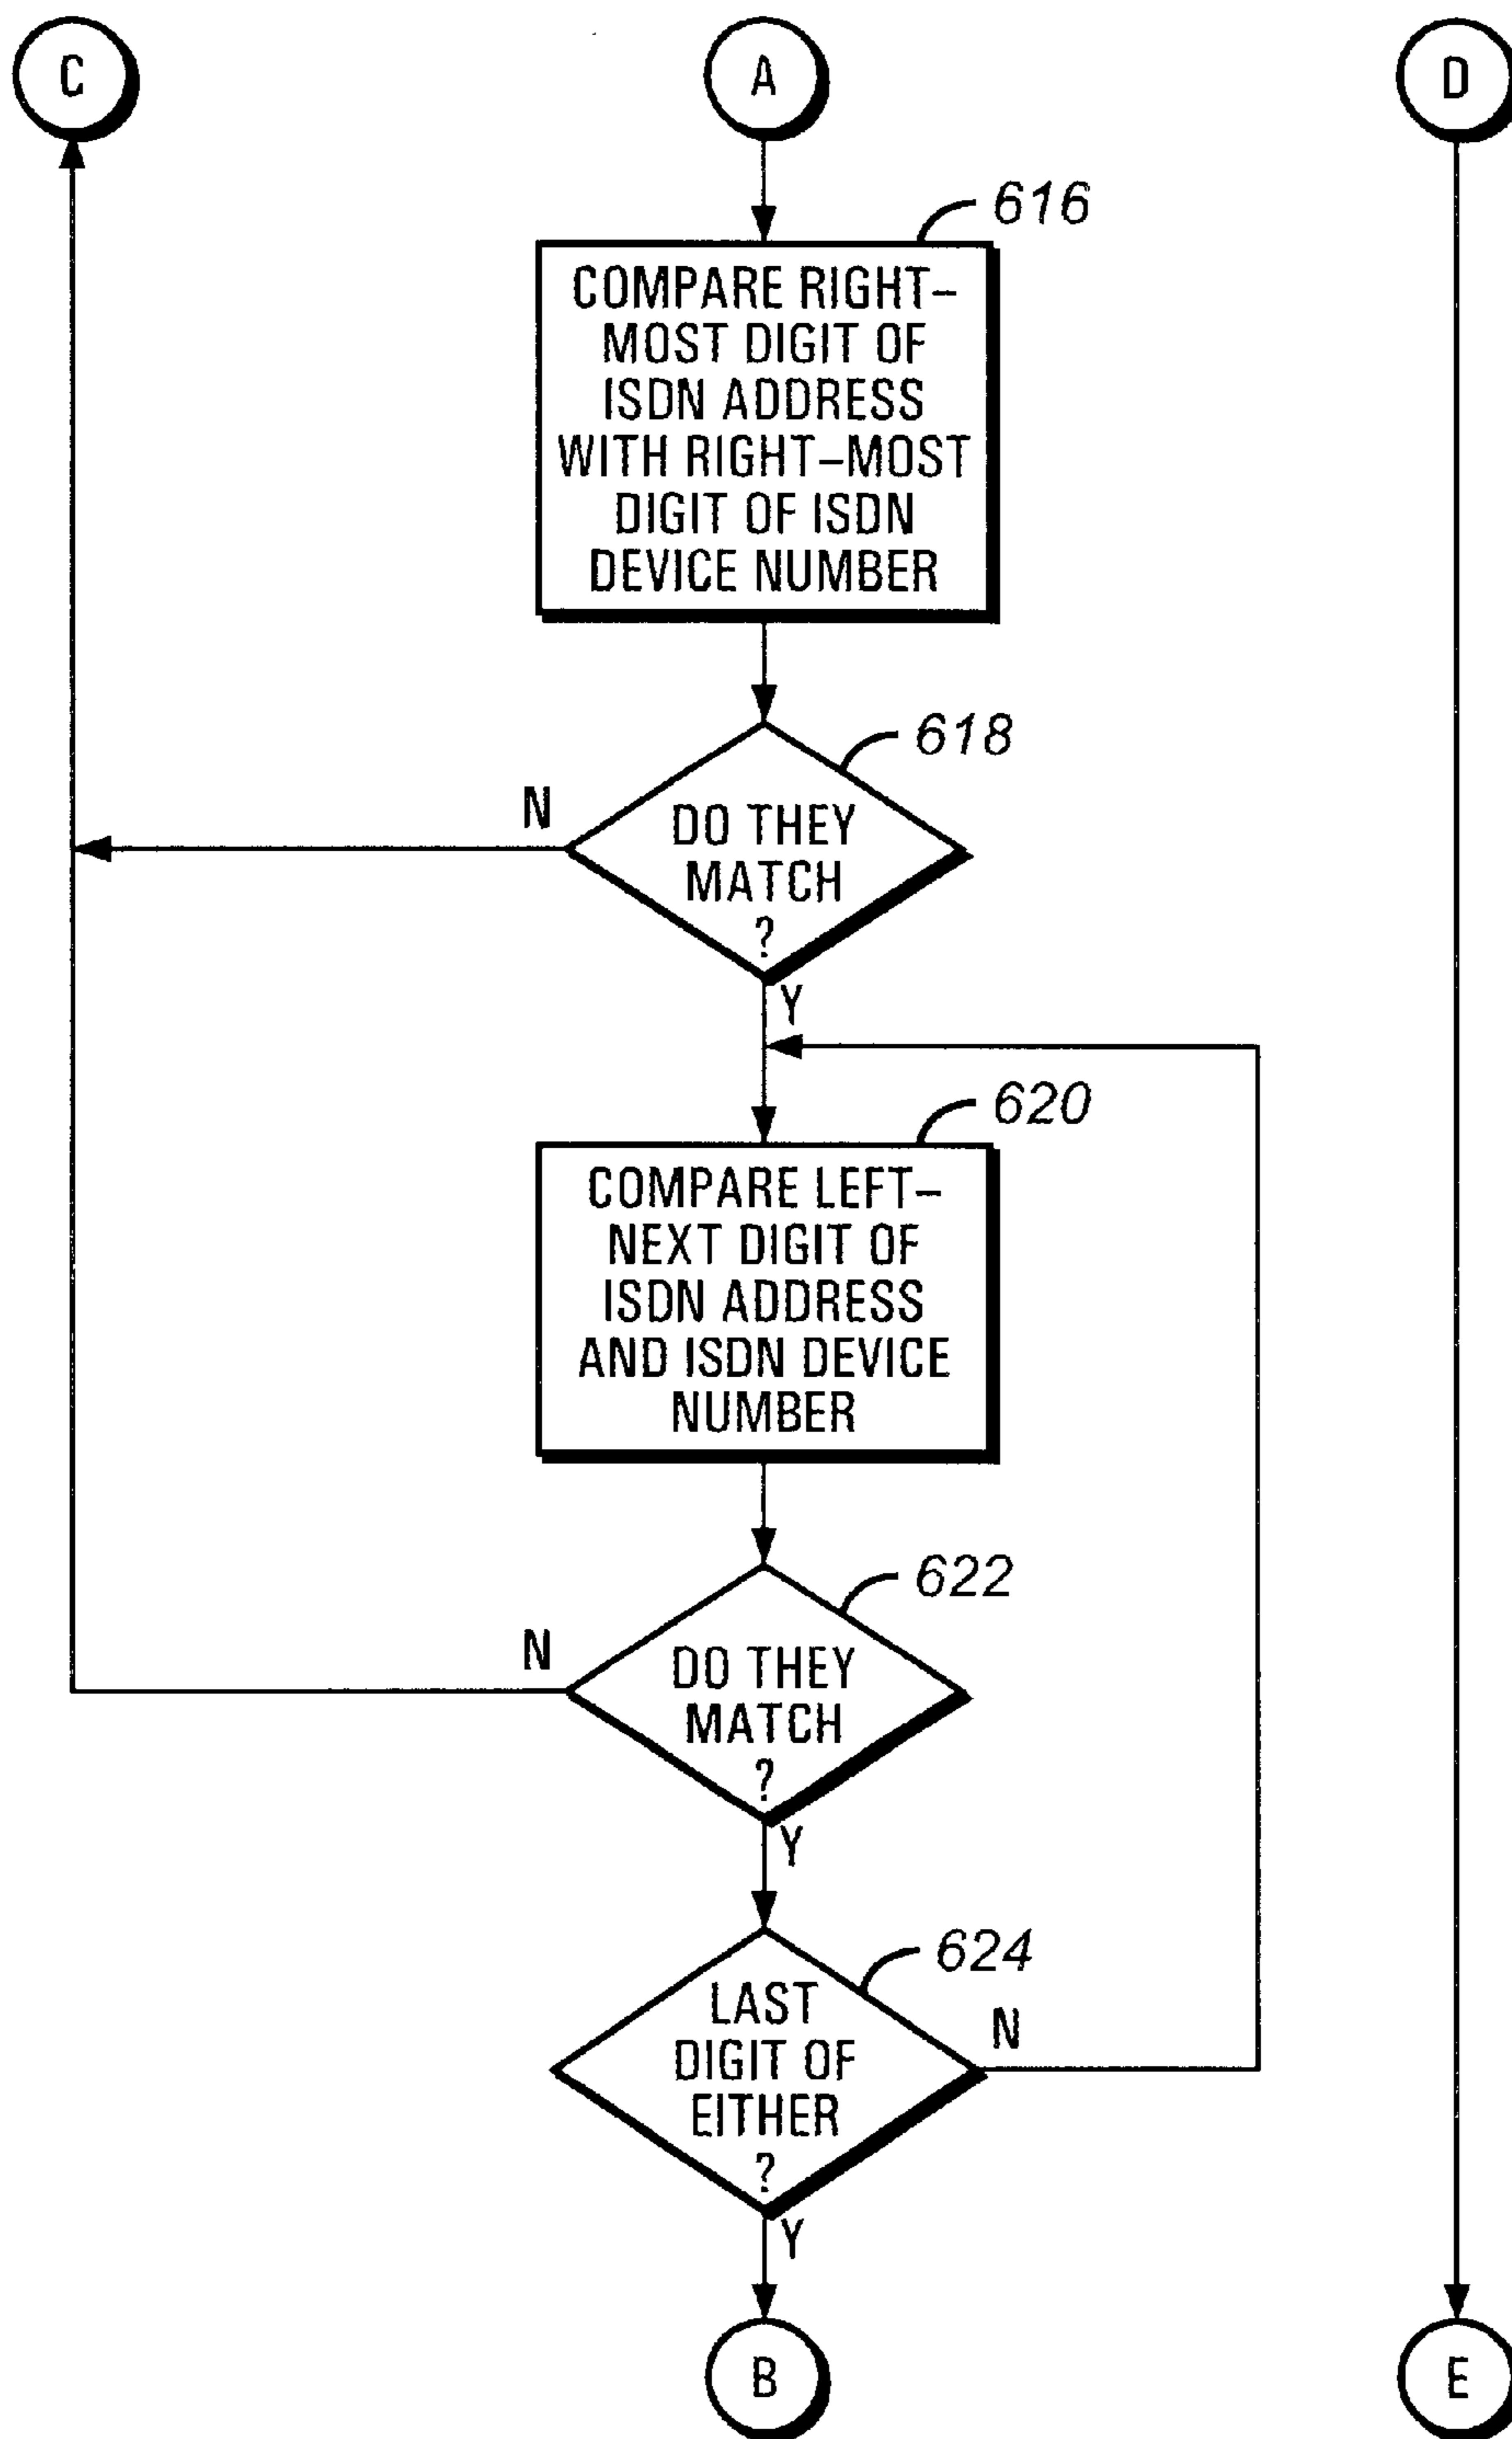 C
A
D
616
COMPARE RIGHT–
MOST DIGIT OF
ISDN ADDRESS
WITH RIGHT–MOST
DIGIT OF ISDN
DEVICE NUMBER
618
N
DO THEY
MATCH
?
Y
620
COMPARE LEFT–
NEXT DIGIT OF
ISDN ADDRESS
AND ISDN DEVICE
NUMBER
622
N
DO THEY
MATCH
?
Y
624
LAST
DIGIT OF
EITHER
?
N
Y
B
E